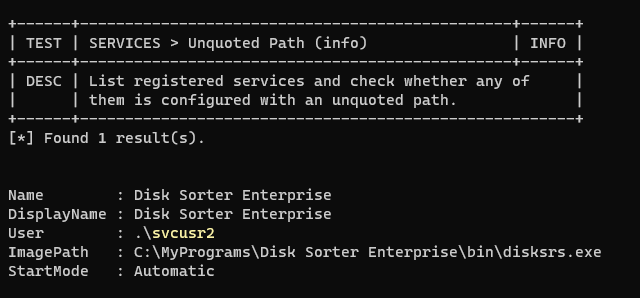 +------+------------------------------------------------+------+
| TEST | SERVICES > Unquoted Path (info)                | INFO |
+------+------------------------------------------------+------+
| DESC | List registered services and check whether any of     |
|      | them is configured with an unquoted path.             |
+------+-------------------------------------------------------+
[*] Found 1 result(s).
Name        : Disk Sorter Enterprise
DisplayName : Disk Sorter Enterprise
User        : .\svcusr2
ImagePath   : C:\MyPrograms\Disk Sorter Enterprise\bin\disksrs.exe
StartMode   : Automatic